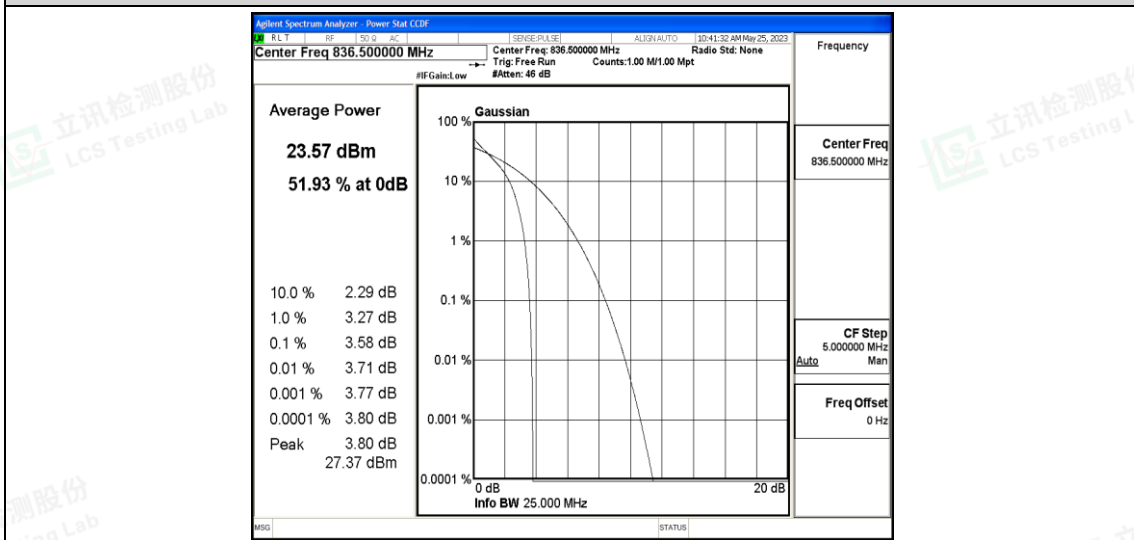 Agilent Spectrum Analyzer - Power Stat CCDF
RLT RF 50 Ω AC SENSE:PULSE ALIGNAUTO 10:41:32 AM May 25, 2023
Center Freq 836.500000 MHz
Center Freq: 836.500000 MHz Radio Std: None
Trig: Free Run Counts:1.00 M/1.00 Mpt
#IFGain:Low #Atten: 46 dB
Frequency
Average Power
23.57 dBm
51.93 % at 0dB
10.0 % 2.29 dB
1.0 % 3.27 dB
0.1 % 3.58 dB
0.01 % 3.71 dB
0.001 % 3.77 dB
0.0001 % 3.80 dB
Peak 3.80 dB
27.37 dBm
Gaussian
100 %
10 %
1 %
0.1 %
0.01 %
0.001 %
0.0001 %
0 dB 20 dB
Info BW 25.000 MHz
Center Freq
836.500000 MHz
CF Step
5.000000 MHz
Auto Man
Freq Offset
0 Hz
MSG STATUS
立讯检测股份
LCS Testing Lab
立讯检测股份
LCS Testing L
测股份
ing Lab